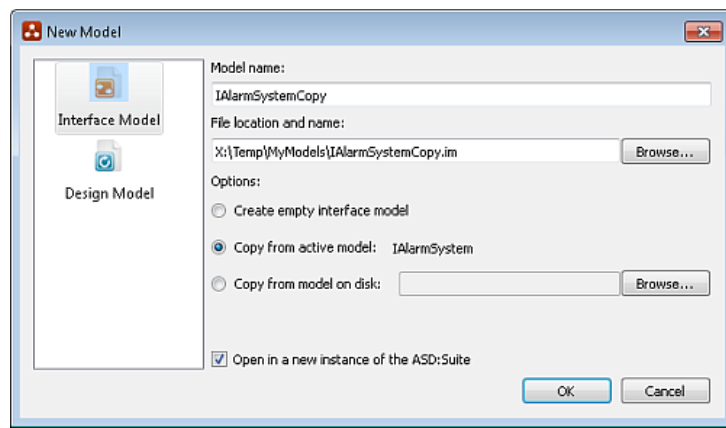 New Model
Interface Model
Design Model
Model name:
IAlarmSystemCopy
File location and name:
X:\Temp\MyModels\IAlarmSystemCopy.im
Browse...
Options:
Create empty interface model
Copy from active model: IAlarmSystem
Copy from model on disk:
Browse...
Open in a new instance of the ASD:Suite
OK
Cancel